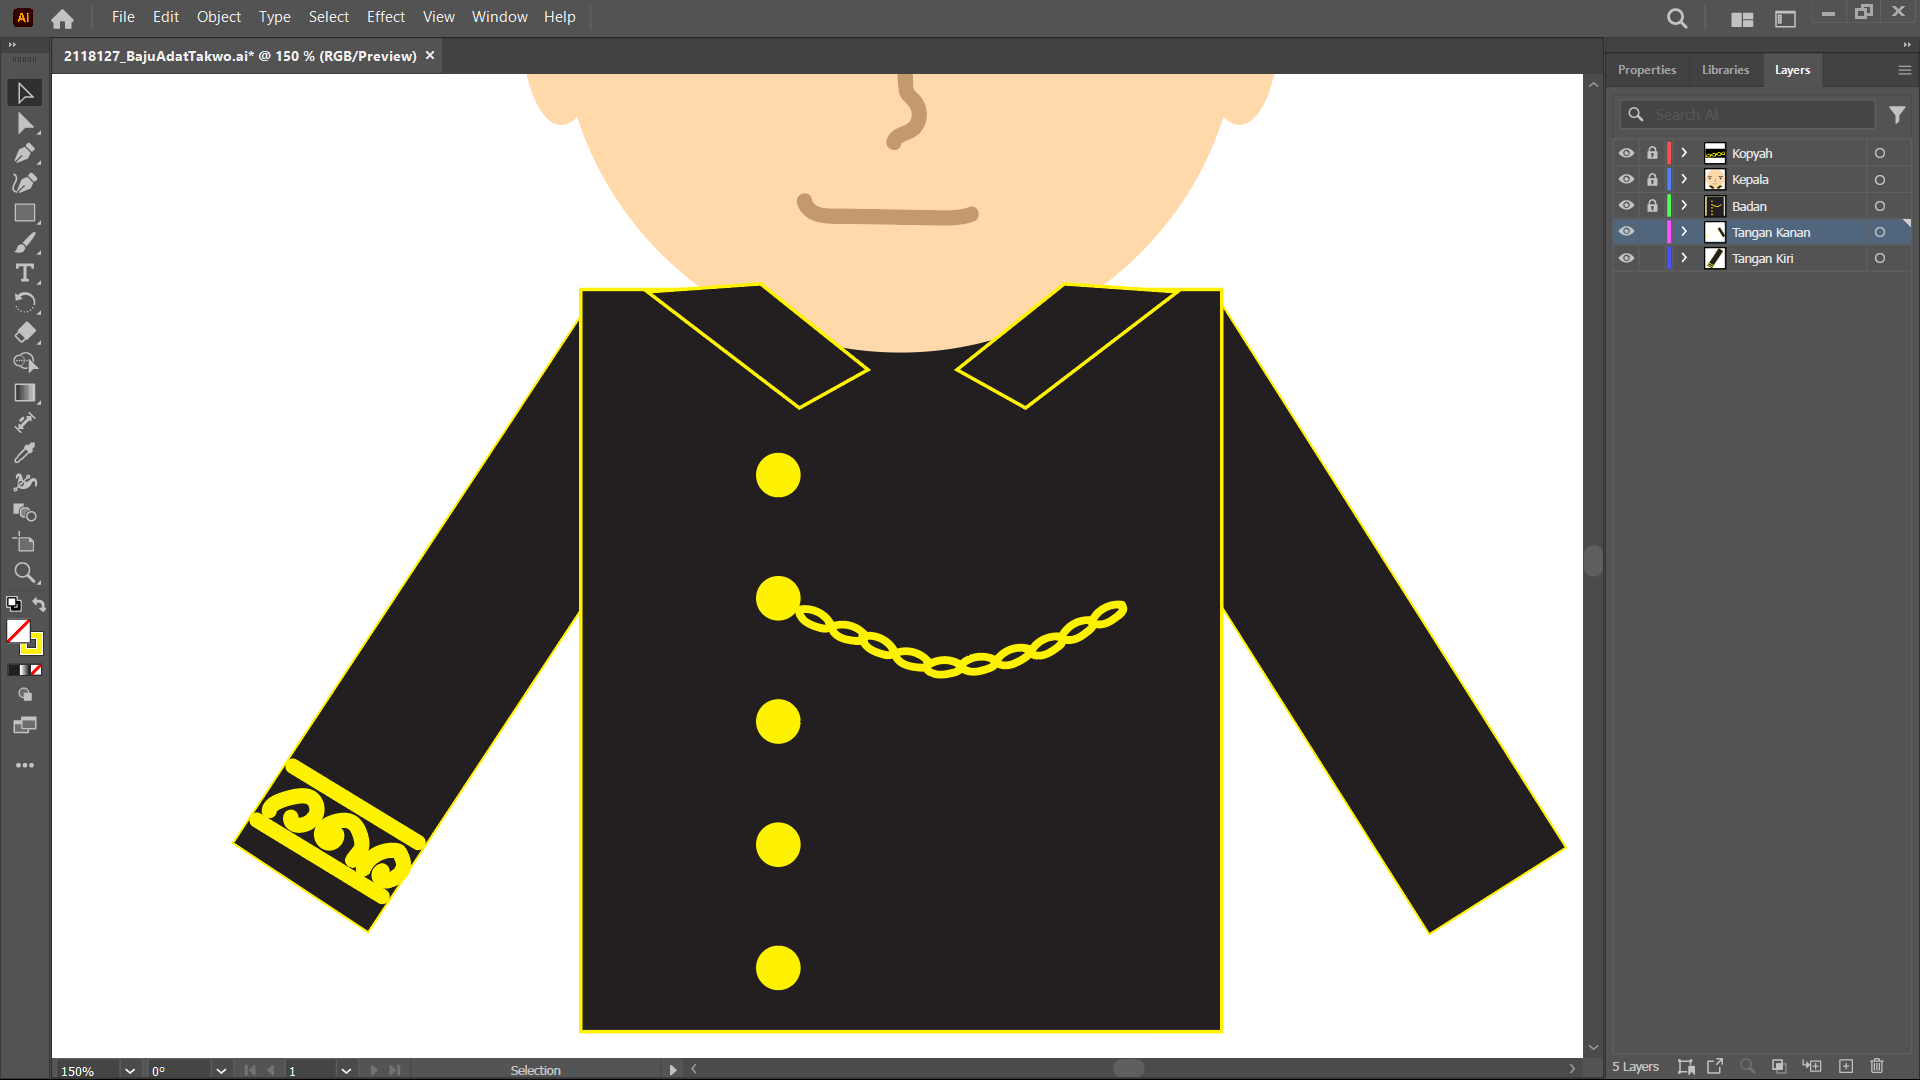 Ai File Edit Object Type Select Effect View Window Help
2118127_BajuAdatTakwo.ai* @ 150 % (RGB/Preview) ×
Properties Libraries Layers
Search All
Kopyah
Kepala
Badan
Tangan Kanan
Tangan Kiri
150% 0° 1 Selection
5 Layers